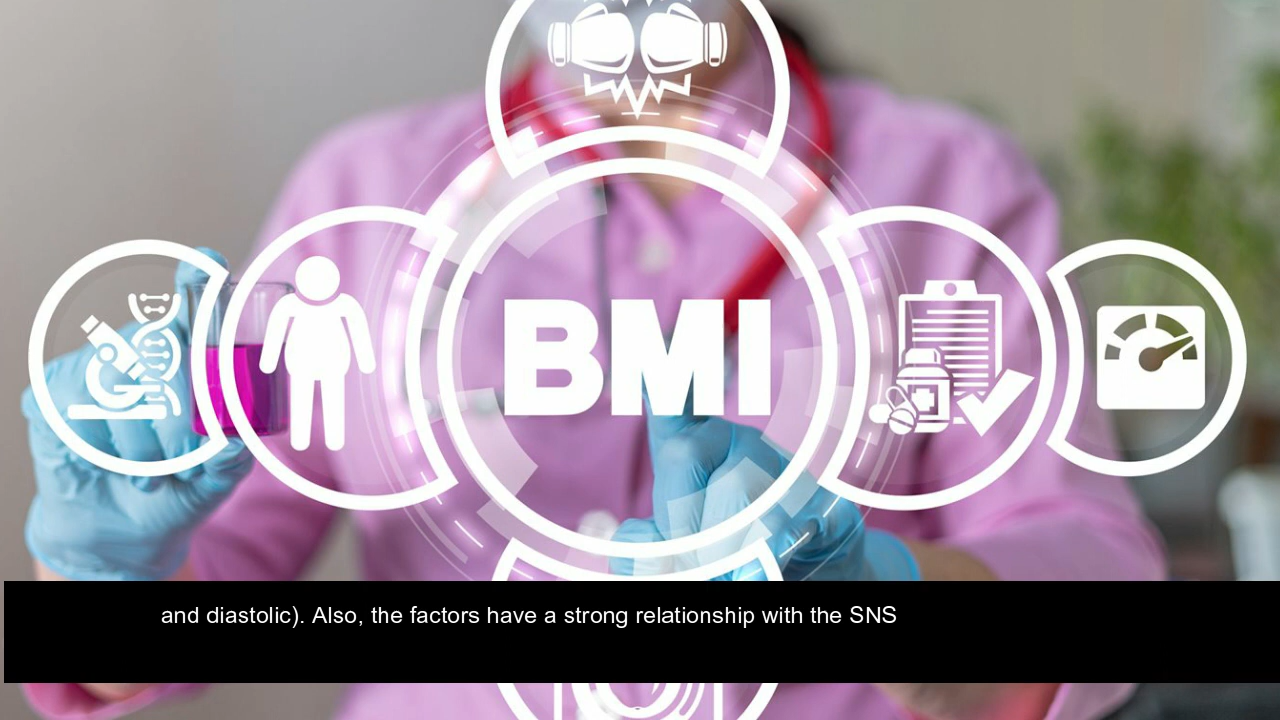 BMI
and diastolic). Also, the factors have a strong relationship with the SNS